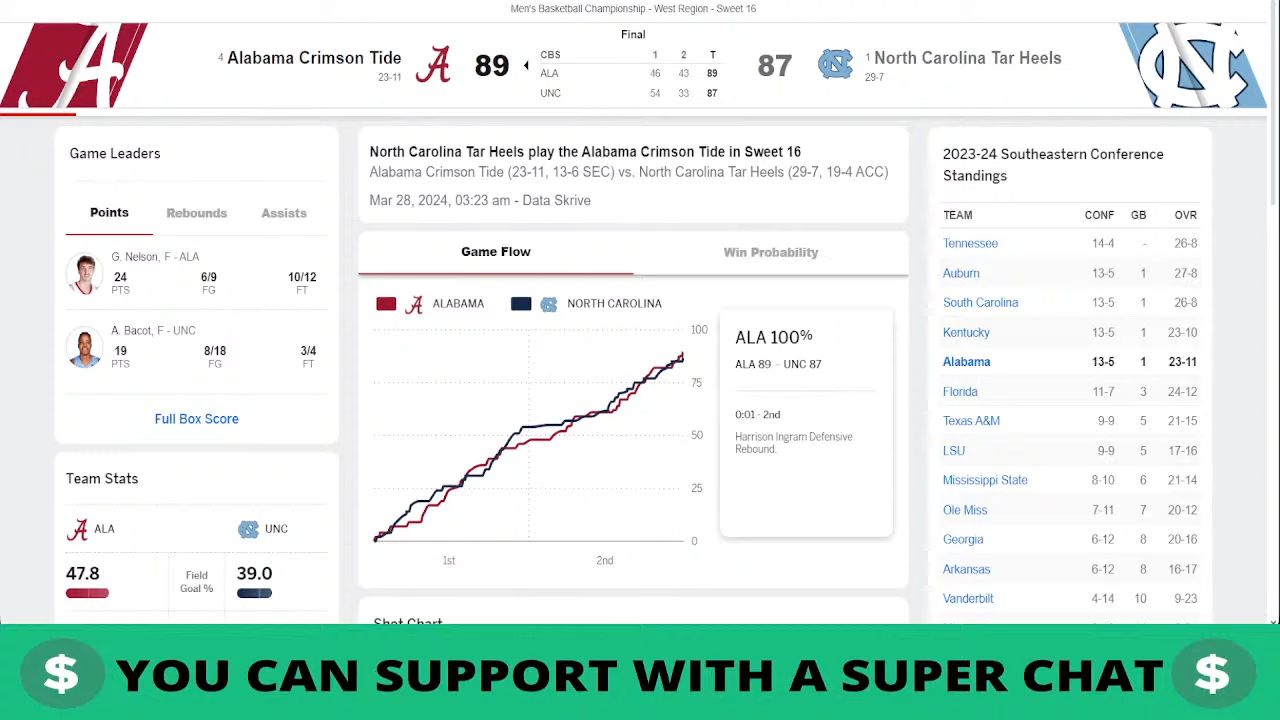 Men's Basketball Championship - West Region - Sweet 16
4 Alabama Crimson Tide
23-11
89
Final
CBS 1 2 T
ALA 46 43 89
UNC 54 33 87
87
1 North Carolina Tar Heels
29-7
Game Leaders
Points Rebounds Assists
G. Nelson, F - ALA
24 6/9 10/12
PTS FG FT
A. Bacot, F - UNC
19 8/18 3/4
PTS FG FT
Full Box Score
Team Stats
ALA UNC
47.8 Field Goal % 39.0
North Carolina Tar Heels play the Alabama Crimson Tide in Sweet 16
Alabama Crimson Tide (23-11, 13-6 SEC) vs. North Carolina Tar Heels (29-7, 19-4 ACC)
Mar 28, 2024, 03:23 am - Data Skrive
Game Flow Win Probability
ALABAMA NORTH CAROLINA
100
75
50
25
0
1st 2nd
ALA 100%
ALA 89 - UNC 87
0:01 - 2nd
Harrison Ingram Defensive
Rebound.
Shot Chart
2023-24 Southeastern Conference
Standings
TEAM CONF GB OVR
Tennessee 14-4 - 26-8
Auburn 13-5 1 27-8
South Carolina 13-5 1 26-8
Kentucky 13-5 1 23-10
Alabama 13-5 1 23-11
Florida 11-7 3 24-12
Texas A&M 9-9 5 21-15
LSU 9-9 5 17-16
Mississippi State 8-10 6 21-14
Ole Miss 7-11 7 20-12
Georgia 6-12 8 20-16
Arkansas 6-12 8 16-17
Vanderbilt 4-14 10 9-23
$ YOU CAN SUPPORT WITH A SUPER CHAT $